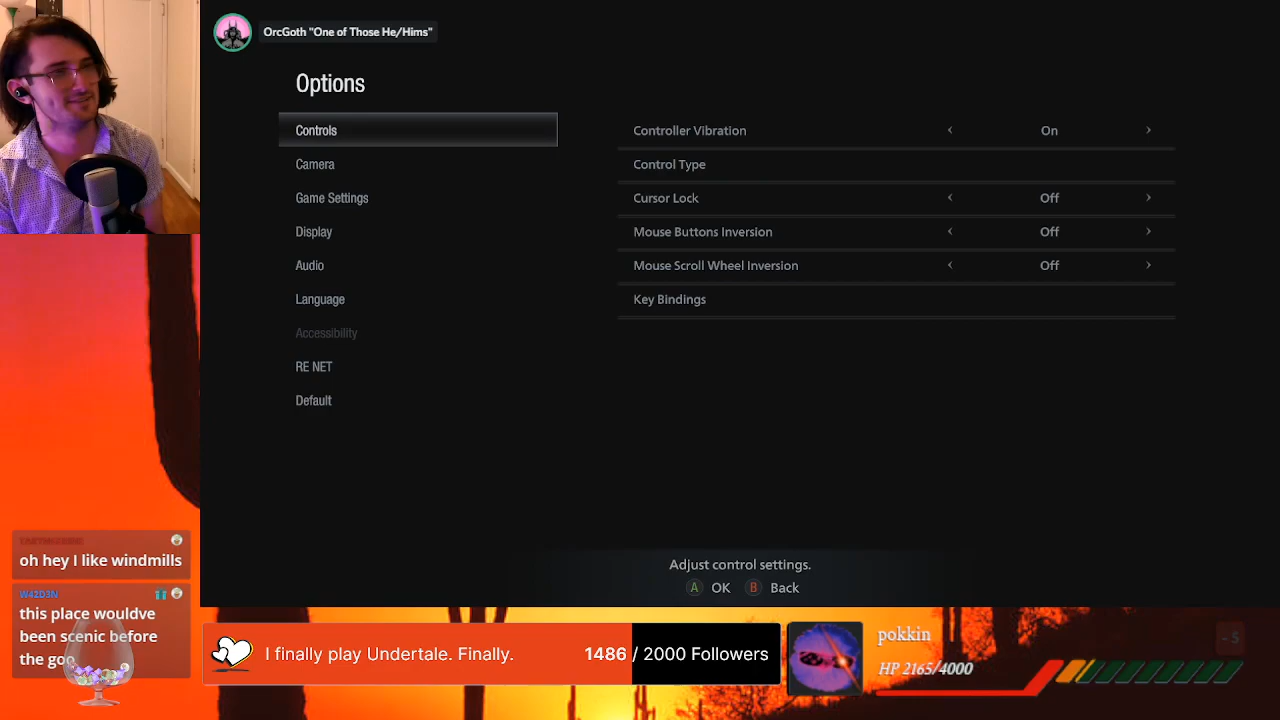 OrcGoth "One of Those He/Hims"
Options
Controls
Camera
Game Settings
Display
Audio
Language
Accessibility
RE NET
Default
Controller Vibration On
Control Type
Cursor Lock Off
Mouse Buttons Inversion Off
Mouse Scroll Wheel Inversion Off
Key Bindings
Adjust control settings.
A OK B Back
oh hey I like windmills
W42D3N
this place wouldve
been scenic before
the goo
I finally play Undertale. Finally. 1486 / 2000 Followers
pokkin
HP 2165/4000
- 5